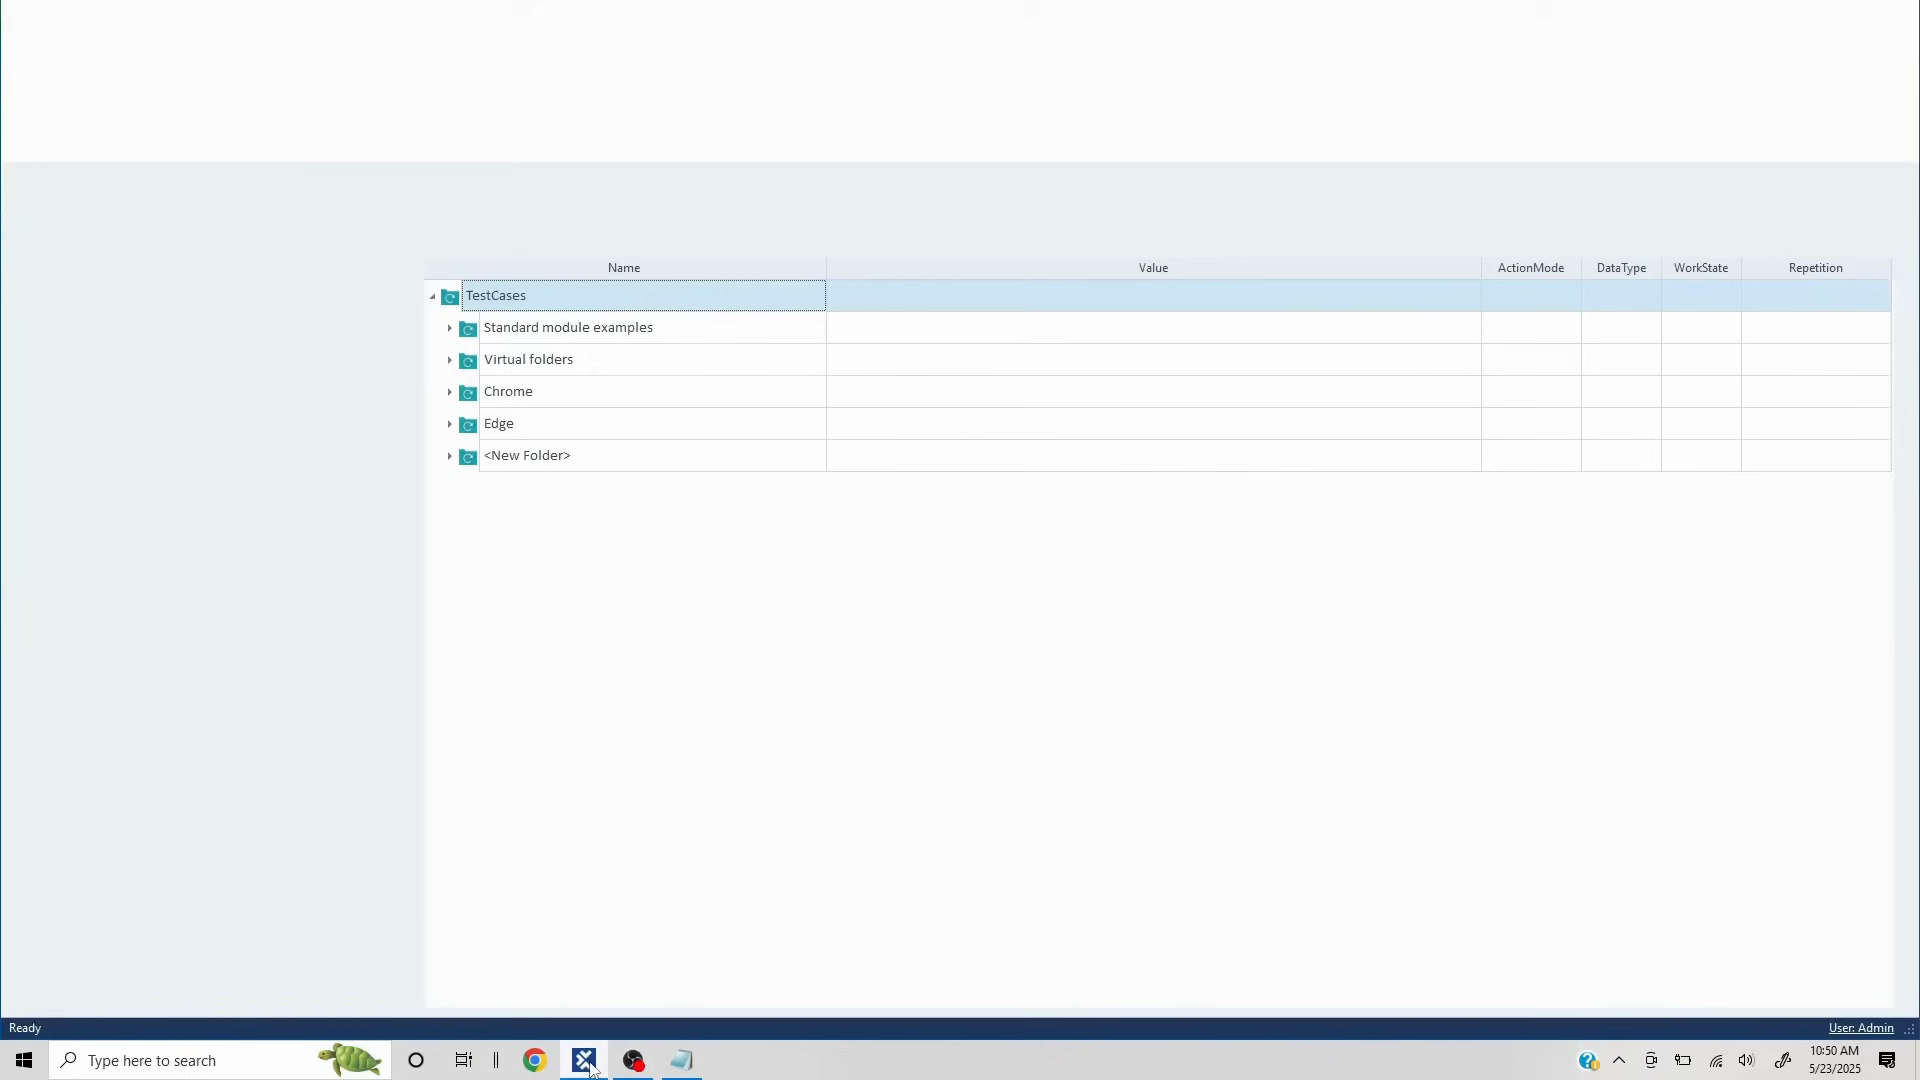 Name Value ActionMode DataType WorkState Repetition
TestCases
Standard module examples
Virtual folders
Chrome
Edge
<New Folder>
Ready User: Admin
Type here to search 10:50 AM
5/23/2025